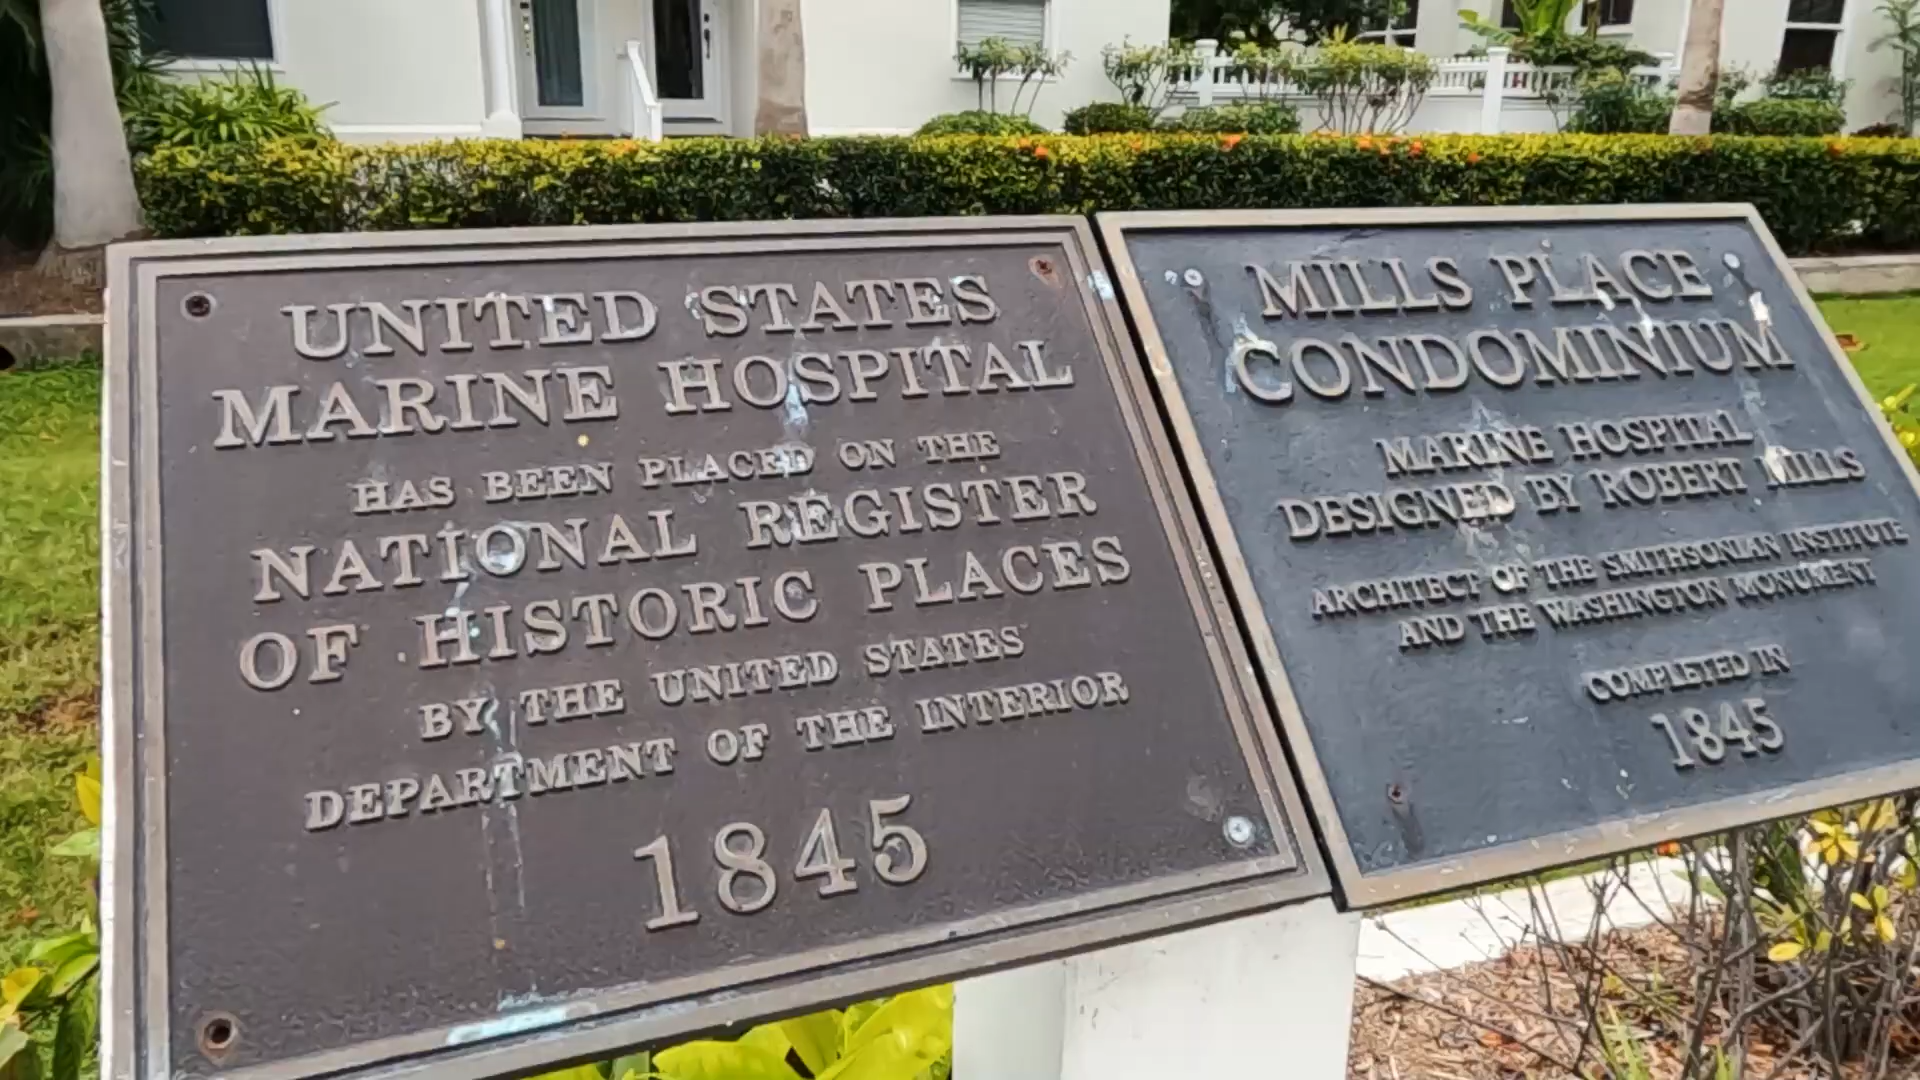 UNITED STATES
MARINE HOSPITAL
HAS BEEN PLACED ON THE
NATIONAL REGISTER
OF HISTORIC PLACES
BY THE UNITED STATES
DEPARTMENT OF THE INTERIOR
1845
MILLS PLACE
CONDOMINIUM
MARINE HOSPITAL
DESIGNED BY ROBERT MILLS
ARCHITECT OF THE SMITHSONIAN INSTITUTE
AND THE WASHINGTON MONUMENT
COMPLETED IN
1845